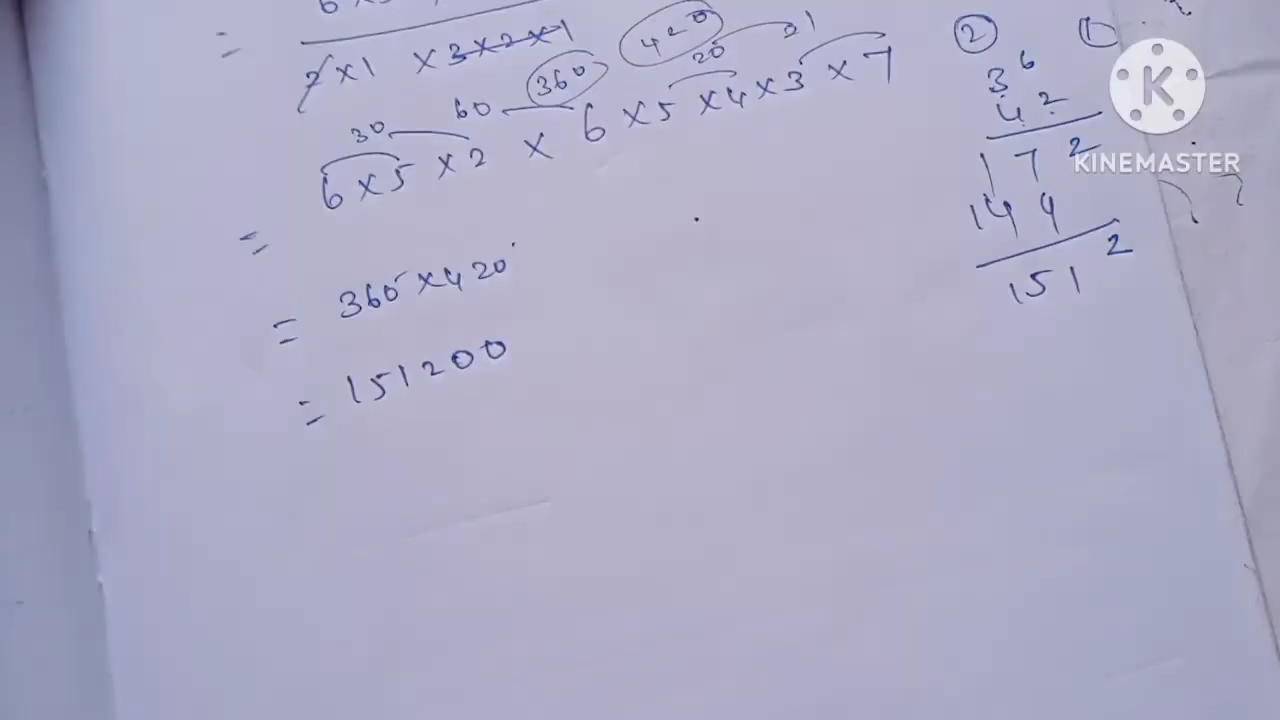 =
2×1 × 3×2×1
30 60 360 420 20 21
6×5 ×2 × 6 ×5 ×4 ×3 ×7
=
= 360 × 420
= 151200
2 1
36
42
172
144
1512
K
KINEMASTER